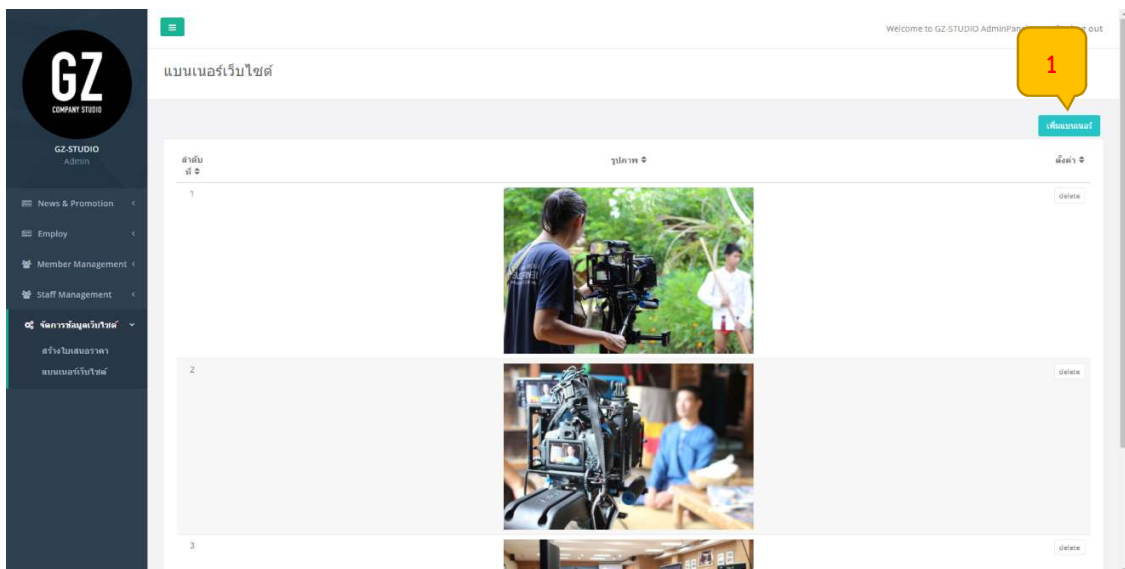 Welcome to GZ-STUDIO AdminPan
out
1
GZ
COMPANY STUDIO
GZ-STUDIO
Admin
News & Promotion
Employ
Member Management
Staff Management
จัดการข้อมูลเว็บไซต์
สร้างใบเสนอราคา
แบนเนอร์เว็บไซต์
แบนเนอร์เว็บไซต์
เพิ่มแบนเนอร์
ลำดับ
ที่
รูปภาพ
ตั้งค่า
1
delete
2
delete
3
delete